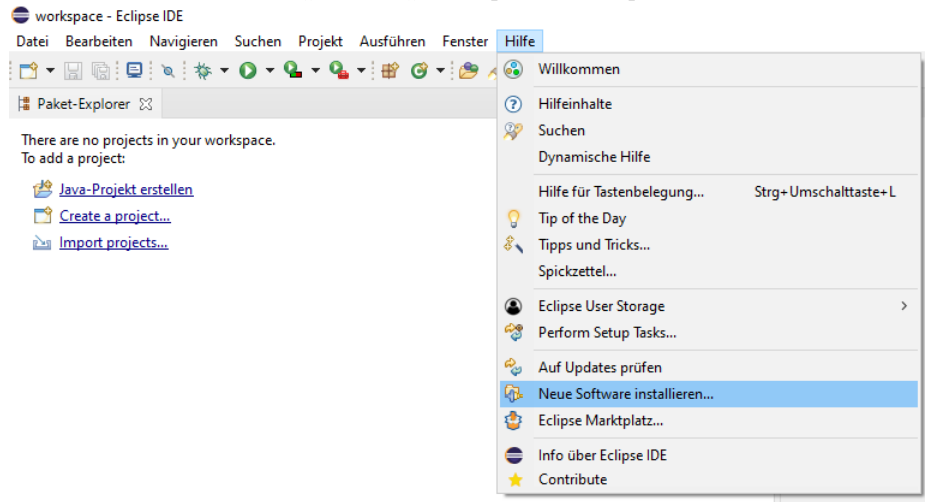 workspace - Eclipse IDE
Datei Bearbeiten Navigieren Suchen Projekt Ausführen Fenster Hilfe
Paket-Explorer
There are no projects in your workspace.
To add a project:
Java-Projekt erstellen
Create a project...
Import projects...
Willkommen
Hilfeinhalte
Suchen
Dynamische Hilfe
Hilfe für Tastenbelegung... Strg+Umschalttaste+L
Tip of the Day
Tipps und Tricks...
Spickzettel...
Eclipse User Storage
Perform Setup Tasks...
Auf Updates prüfen
Neue Software installieren...
Eclipse Marktplatz...
Info über Eclipse IDE
Contribute